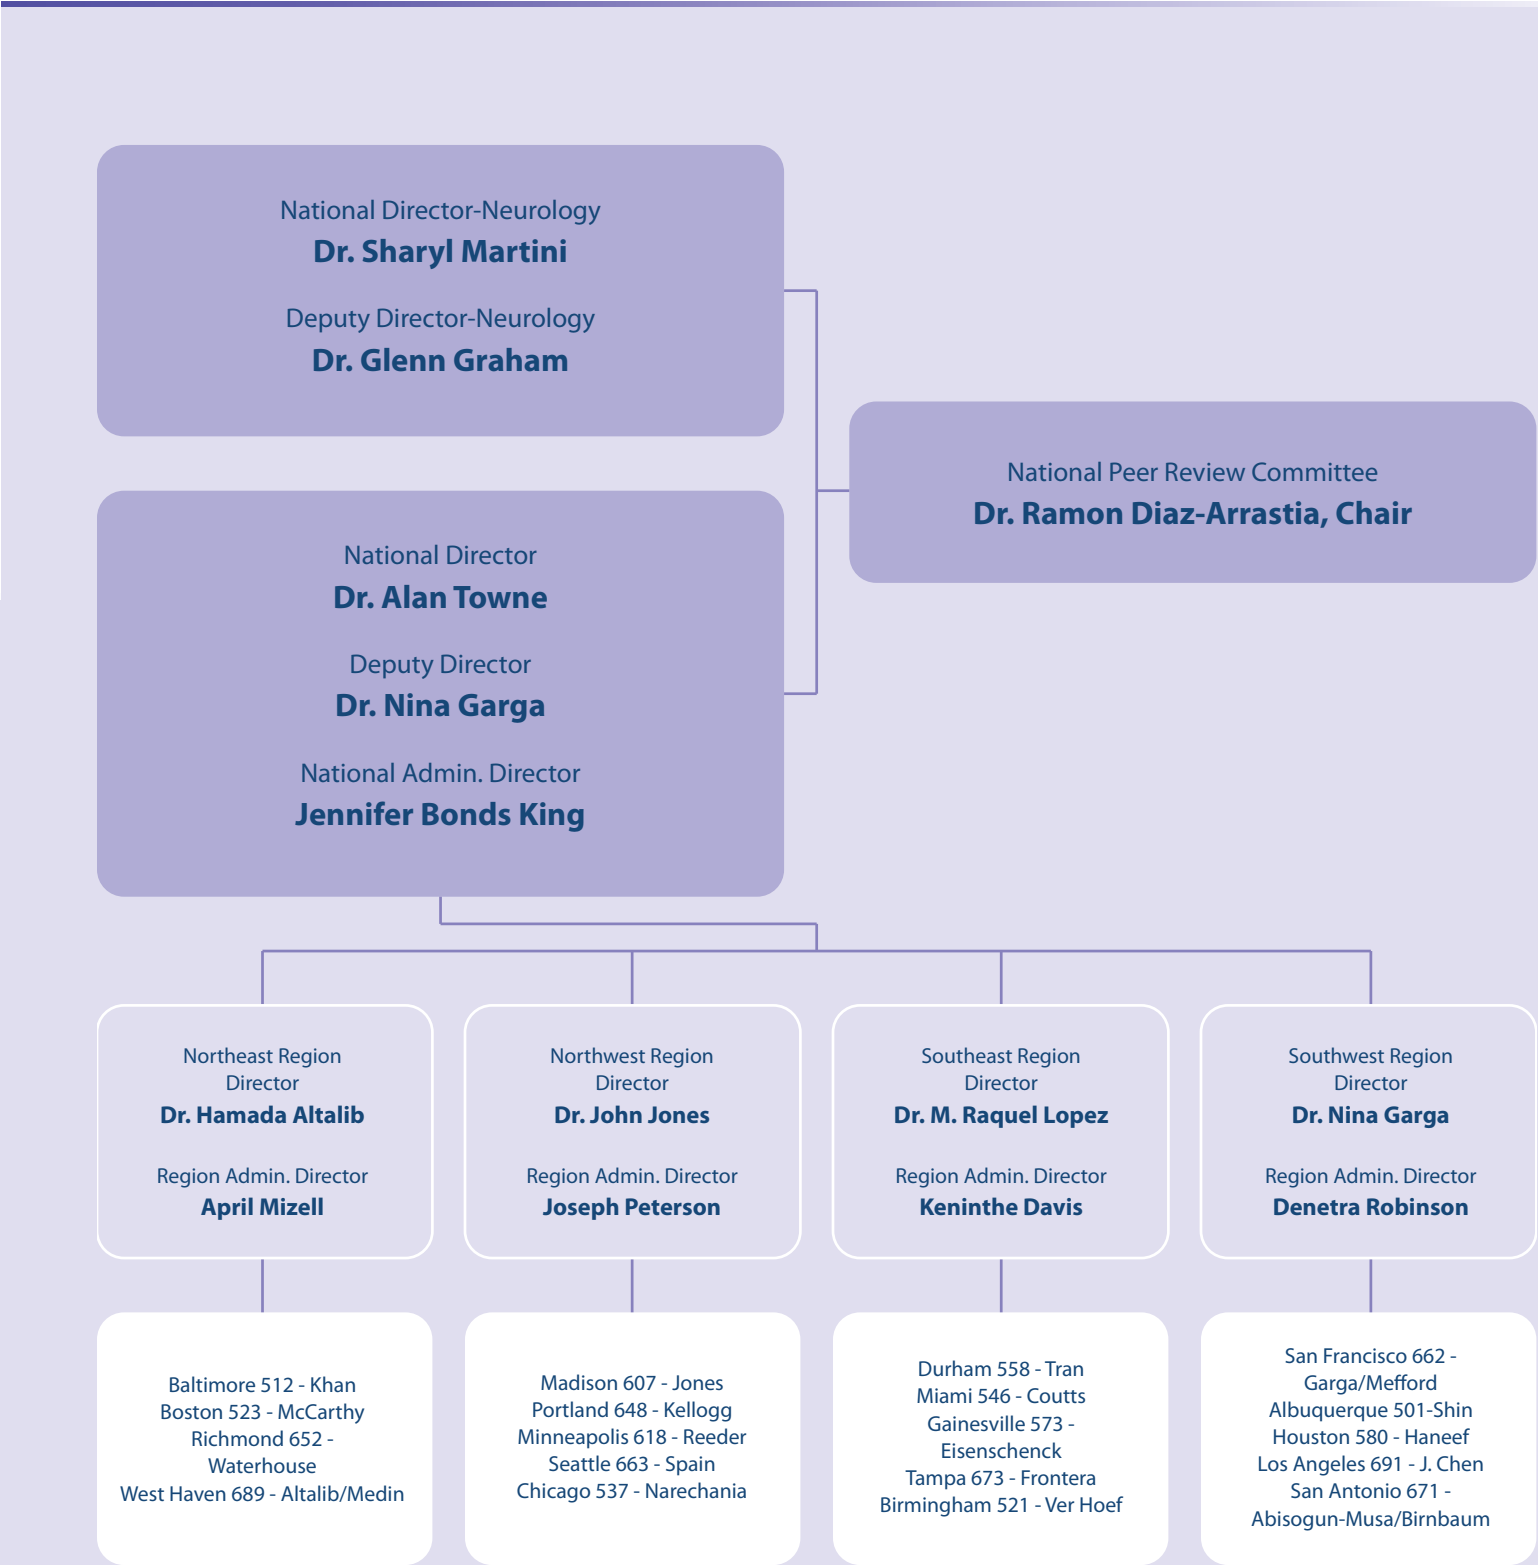 National Director-Neurology
Dr. Sharyl Martini
Deputy Director-Neurology
Dr. Glenn Graham
National Peer Review Committee
Dr. Ramon Diaz-Arrastia, Chair
National Director
Dr. Alan Towne
Deputy Director
Dr. Nina Garga
National Admin. Director
Jennifer Bonds King
Northeast Region
Director
Dr. Hamada Altalib
Region Admin. Director
April Mizell
Northwest Region
Director
Dr. John Jones
Region Admin. Director
Joseph Peterson
Southeast Region
Director
Dr. M. Raquel Lopez
Region Admin. Director
Keninthe Davis
Southwest Region
Director
Dr. Nina Garga
Region Admin. Director
Denetra Robinson
Baltimore 512 - Khan
Boston 523 - McCarthy
Richmond 652 -
Waterhouse
West Haven 689 - Altalib/Medin
Madison 607 - Jones
Portland 648 - Kellogg
Minneapolis 618 - Reeder
Seattle 663 - Spain
Chicago 537 - Narechania
Durham 558 - Tran
Miami 546 - Coutts
Gainesville 573 -
Eisenschenck
Tampa 673 - Frontera
Birmingham 521 - Ver Hoef
San Francisco 662 -
Garga/Mefford
Albuquerque 501-Shin
Houston 580 - Haneef
Los Angeles 691 - J. Chen
San Antonio 671 -
Abisogun-Musa/Birnbaum